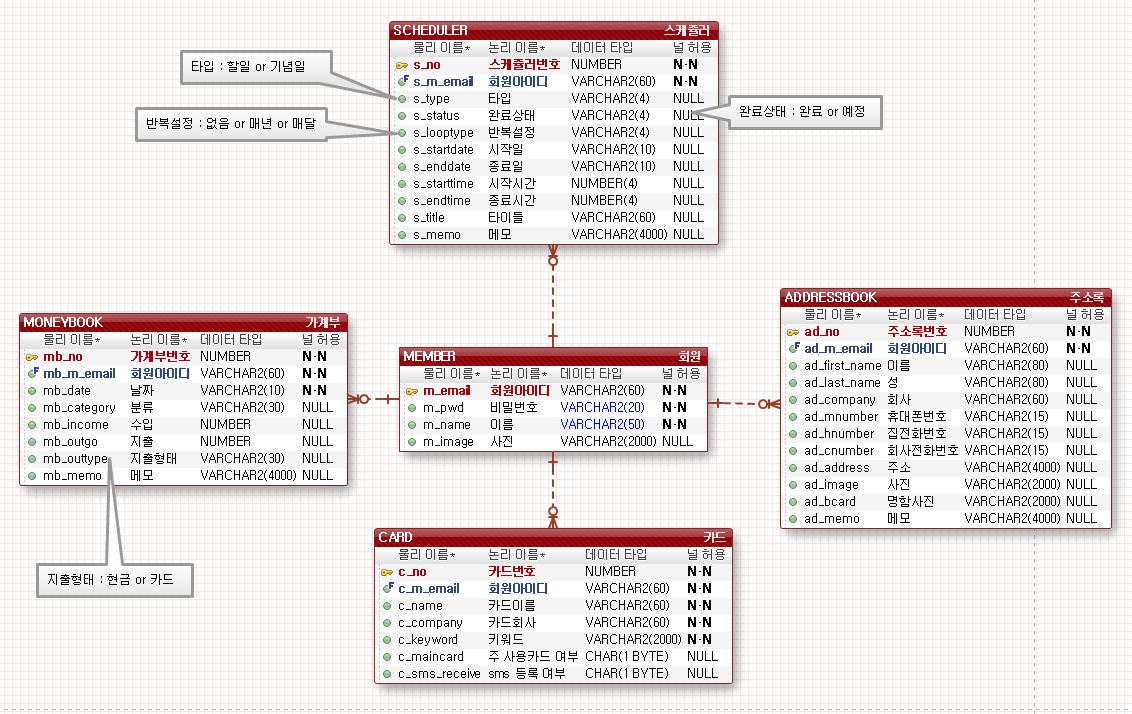 SCHEDULER 스케쥴러
물리 이름* 논리 이름* 데이터 타입 널 허용
s_no 스케쥴러번호 NUMBER N·N
s_m_email 회원아이디 VARCHAR2(60) N·N
s_type 타입 VARCHAR2(4) NULL
s_status 완료상태 VARCHAR2(4) NULL
s_looptype 반복설정 VARCHAR2(4) NULL
s_startdate 시작일 VARCHAR2(10) NULL
s_enddate 종료일 VARCHAR2(10) NULL
s_starttime 시작시간 NUMBER(4) NULL
s_endtime 종료시간 NUMBER(4) NULL
s_title 타이틀 VARCHAR2(60) NULL
s_memo 메모 VARCHAR2(4000) NULL
타입 : 할일 or 기념일
반복설정 : 없음 or 매년 or 매달
완료상태 : 완료 or 예정
MONEYBOOK 가계부
물리 이름* 논리 이름* 데이터 타입 널 허용
mb_no 가계부번호 NUMBER N·N
mb_m_email 회원아이디 VARCHAR2(60) N·N
mb_date 날짜 VARCHAR2(10) N·N
mb_category 분류 VARCHAR2(30) NULL
mb_income 수입 NUMBER NULL
mb_outgo 지출 NUMBER NULL
mb_outtype 지출형태 VARCHAR2(30) NULL
mb_memo 메모 VARCHAR2(4000) NULL
지출형태 : 현금 or 카드
MEMBER 회원
물리 이름* 논리 이름* 데이터 타입 널 허용
m_email 회원아이디 VARCHAR2(60) N·N
m_pwd 비밀번호 VARCHAR2(20) N·N
m_name 이름 VARCHAR2(50) N·N
m_image 사진 VARCHAR2(2000) NULL
ADDRESSBOOK 주소록
물리 이름* 논리 이름* 데이터 타입 널 허용
ad_no 주소록번호 NUMBER N·N
ad_m_email 회원아이디 VARCHAR2(60) N·N
ad_first_name 이름 VARCHAR2(80) NULL
ad_last_name 성 VARCHAR2(80) NULL
ad_company 회사 VARCHAR2(60) NULL
ad_mnumber 휴대폰번호 VARCHAR2(15) NULL
ad_hnumber 집전화번호 VARCHAR2(15) NULL
ad_cnumber 회사전화번호 VARCHAR2(15) NULL
ad_address 주소 VARCHAR2(4000) NULL
ad_image 사진 VARCHAR2(2000) NULL
ad_bcard 명함사진 VARCHAR2(2000) NULL
ad_memo 메모 VARCHAR2(4000) NULL
CARD 카드
물리 이름* 논리 이름* 데이터 타입 널 허용
c_no 카드번호 NUMBER N·N
c_m_email 회원아이디 VARCHAR2(60) N·N
c_name 카드이름 VARCHAR2(60) N·N
c_company 카드회사 VARCHAR2(60) N·N
c_keyword 키워드 VARCHAR2(2000) N·N
c_maincard 주 사용카드 여부 CHAR(1 BYTE) NULL
c_sms_receive sms 등록 여부 CHAR(1 BYTE) NULL